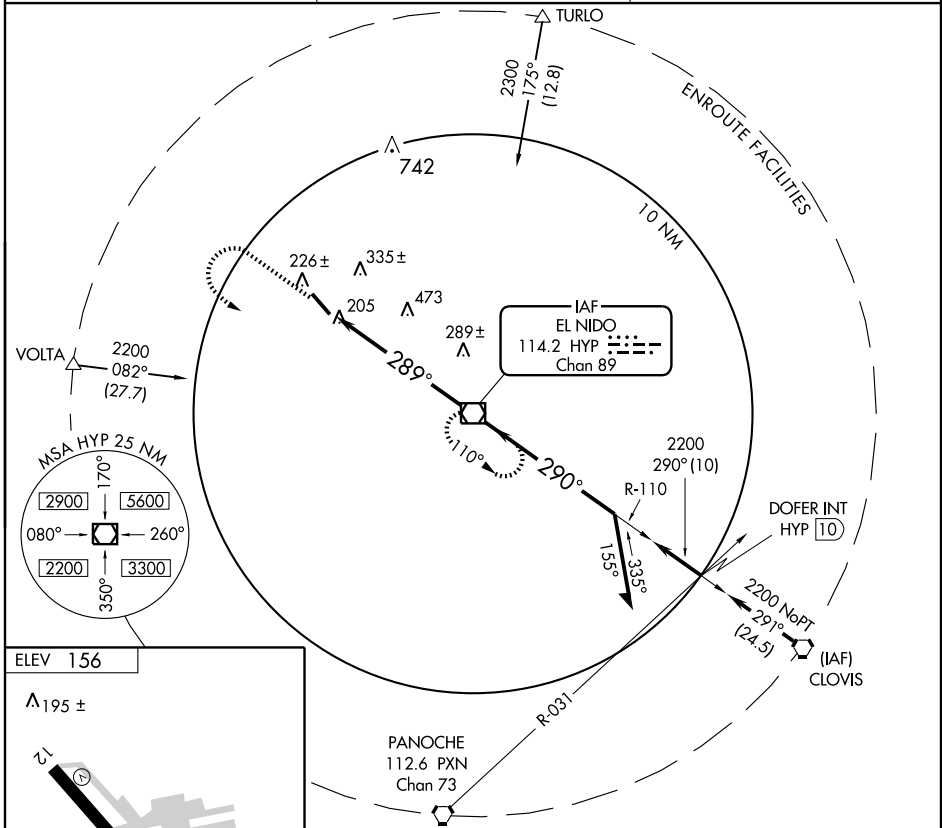 TURLO
2300
175°
(12.8)
ENROUTE FACILITIES
742
10 NM
226 ±
335 ±
205
473
289 ±
IAF
EL NIDO
114.2 HYP
Chan 89
VOLTA
2200
082°
(27.7)
289°
MSA HYP 25 NM
170°
2900
5600
080°
260°
2200
3300
350°
110°
290°
2200
290° (10)
R-110
DOFER INT
HYP 10
155°
335°
2200 NoPT
291°
(24.5)
(IAF)
CLOVIS
R-031
ELEV 156
195 ±
12
V
PANOCHE
112.6 PXN
Chan 73